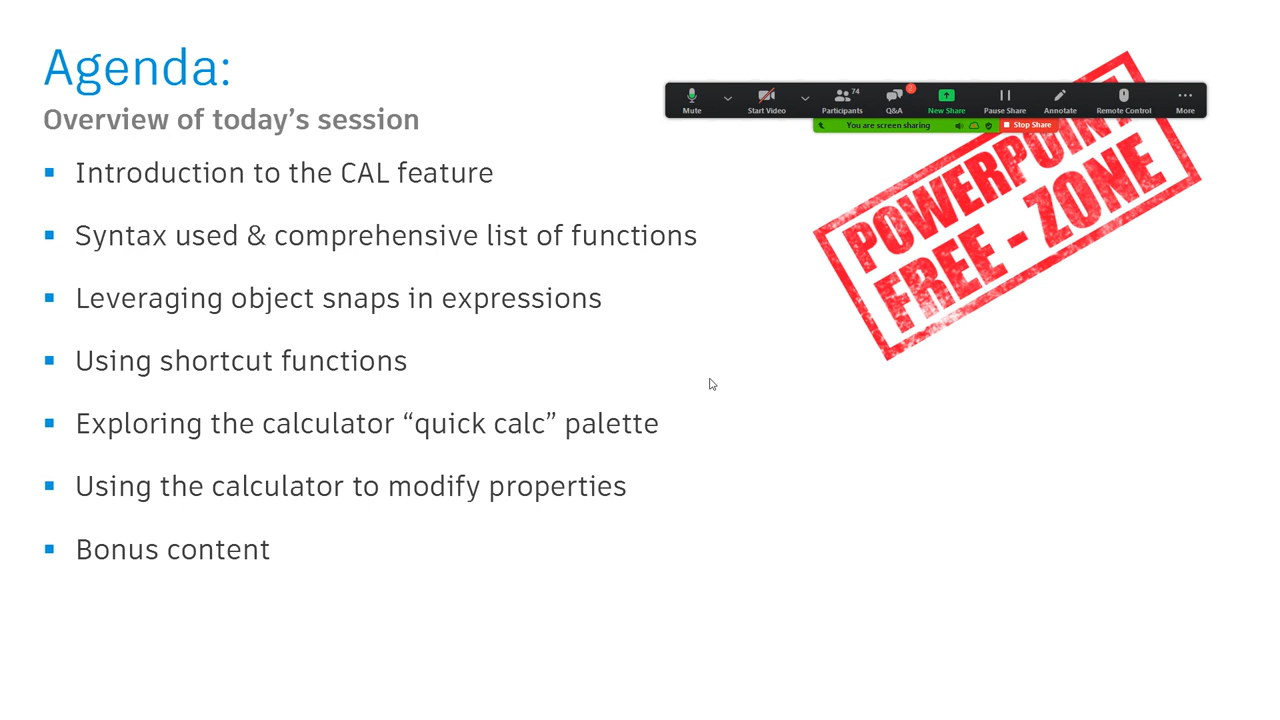 Agenda:
Overview of today's session
Introduction to the CAL feature
Syntax used & comprehensive list of functions
Leveraging object snaps in expressions
Using shortcut functions
Exploring the calculator “quick calc” palette
Using the calculator to modify properties
Bonus content
Mute
Start Video
Participants
74
Q&A
2
New Share
Pause Share
Annotate
Remote Control
More
You are screen sharing
Stop Share
POWERPOINT
FREE - ZONE